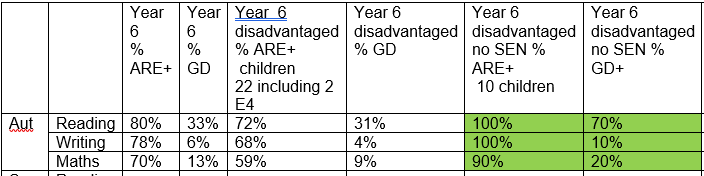 Year 6 % ARE+
Year 6 % GD
Year 6 disadvantaged % ARE+ children 22 including 2 E4
Year 6 disadvantaged % GD
Year 6 disadvantaged no SEN % ARE+ 10 children
Year 6 disadvantaged no SEN % GD+
Aut Reading 80% 33% 72% 31% 100% 70%
Writing 78% 6% 68% 4% 100% 10%
Maths 70% 13% 59% 9% 90% 20%